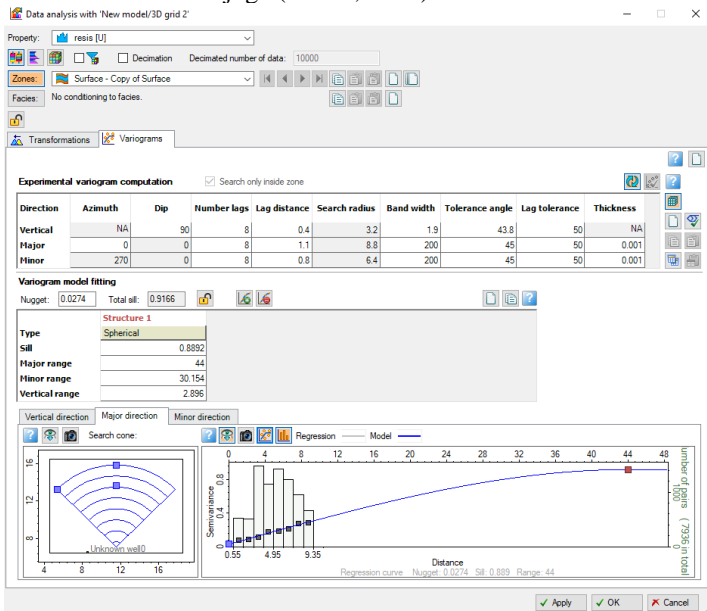 Data analysis with 'New model/3D grid 2'
Property: resis [U]
Decimation Decimated number of data: 10000
Zones: Surface - Copy of Surface
Facies: No conditioning to facies.
Transformations Variograms
Experimental variogram computation Search only inside zone
Direction Azimuth Dip Number lags Lag distance Search radius Band width Tolerance angle Lag tolerance Thickness
Vertical NA 90 8 0.4 3.2 1.9 43.8 50 NA
Major 0 0 8 1.1 8.8 200 45 50 0.001
Minor 270 0 8 0.8 6.4 200 45 50 0.001
Variogram model fitting
Nugget: 0.0274 Total sill: 0.9166
Structure 1
Type Spherical
Sill 0.8892
Major range 44
Minor range 30.154
Vertical range 2.896
Vertical direction Major direction Minor direction
Search cone: Regression Model
0 4 8 12 16 20 24 28 32 36 40 44 48
16
12
8
Unknown well0
4 8 12 16
Semivariance
0.8
0.4
0
0.55 4.95 9.35
Distance
number of pairs (7936 in total)
1000
0
Regression curve Nugget: 0.0274 Sill: 0.889 Range: 44
Apply OK Cancel